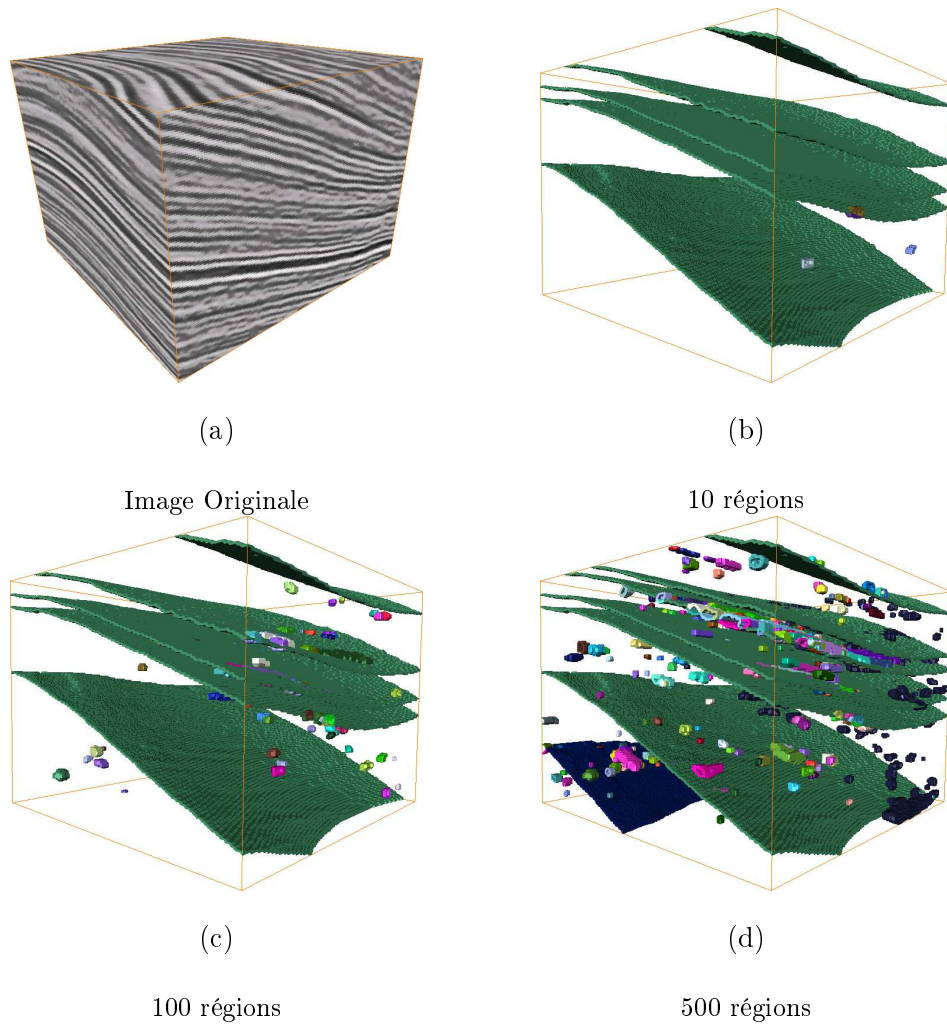 (a)
(b)
Image Originale
10 régions
(c)
(d)
100 régions
500 régions